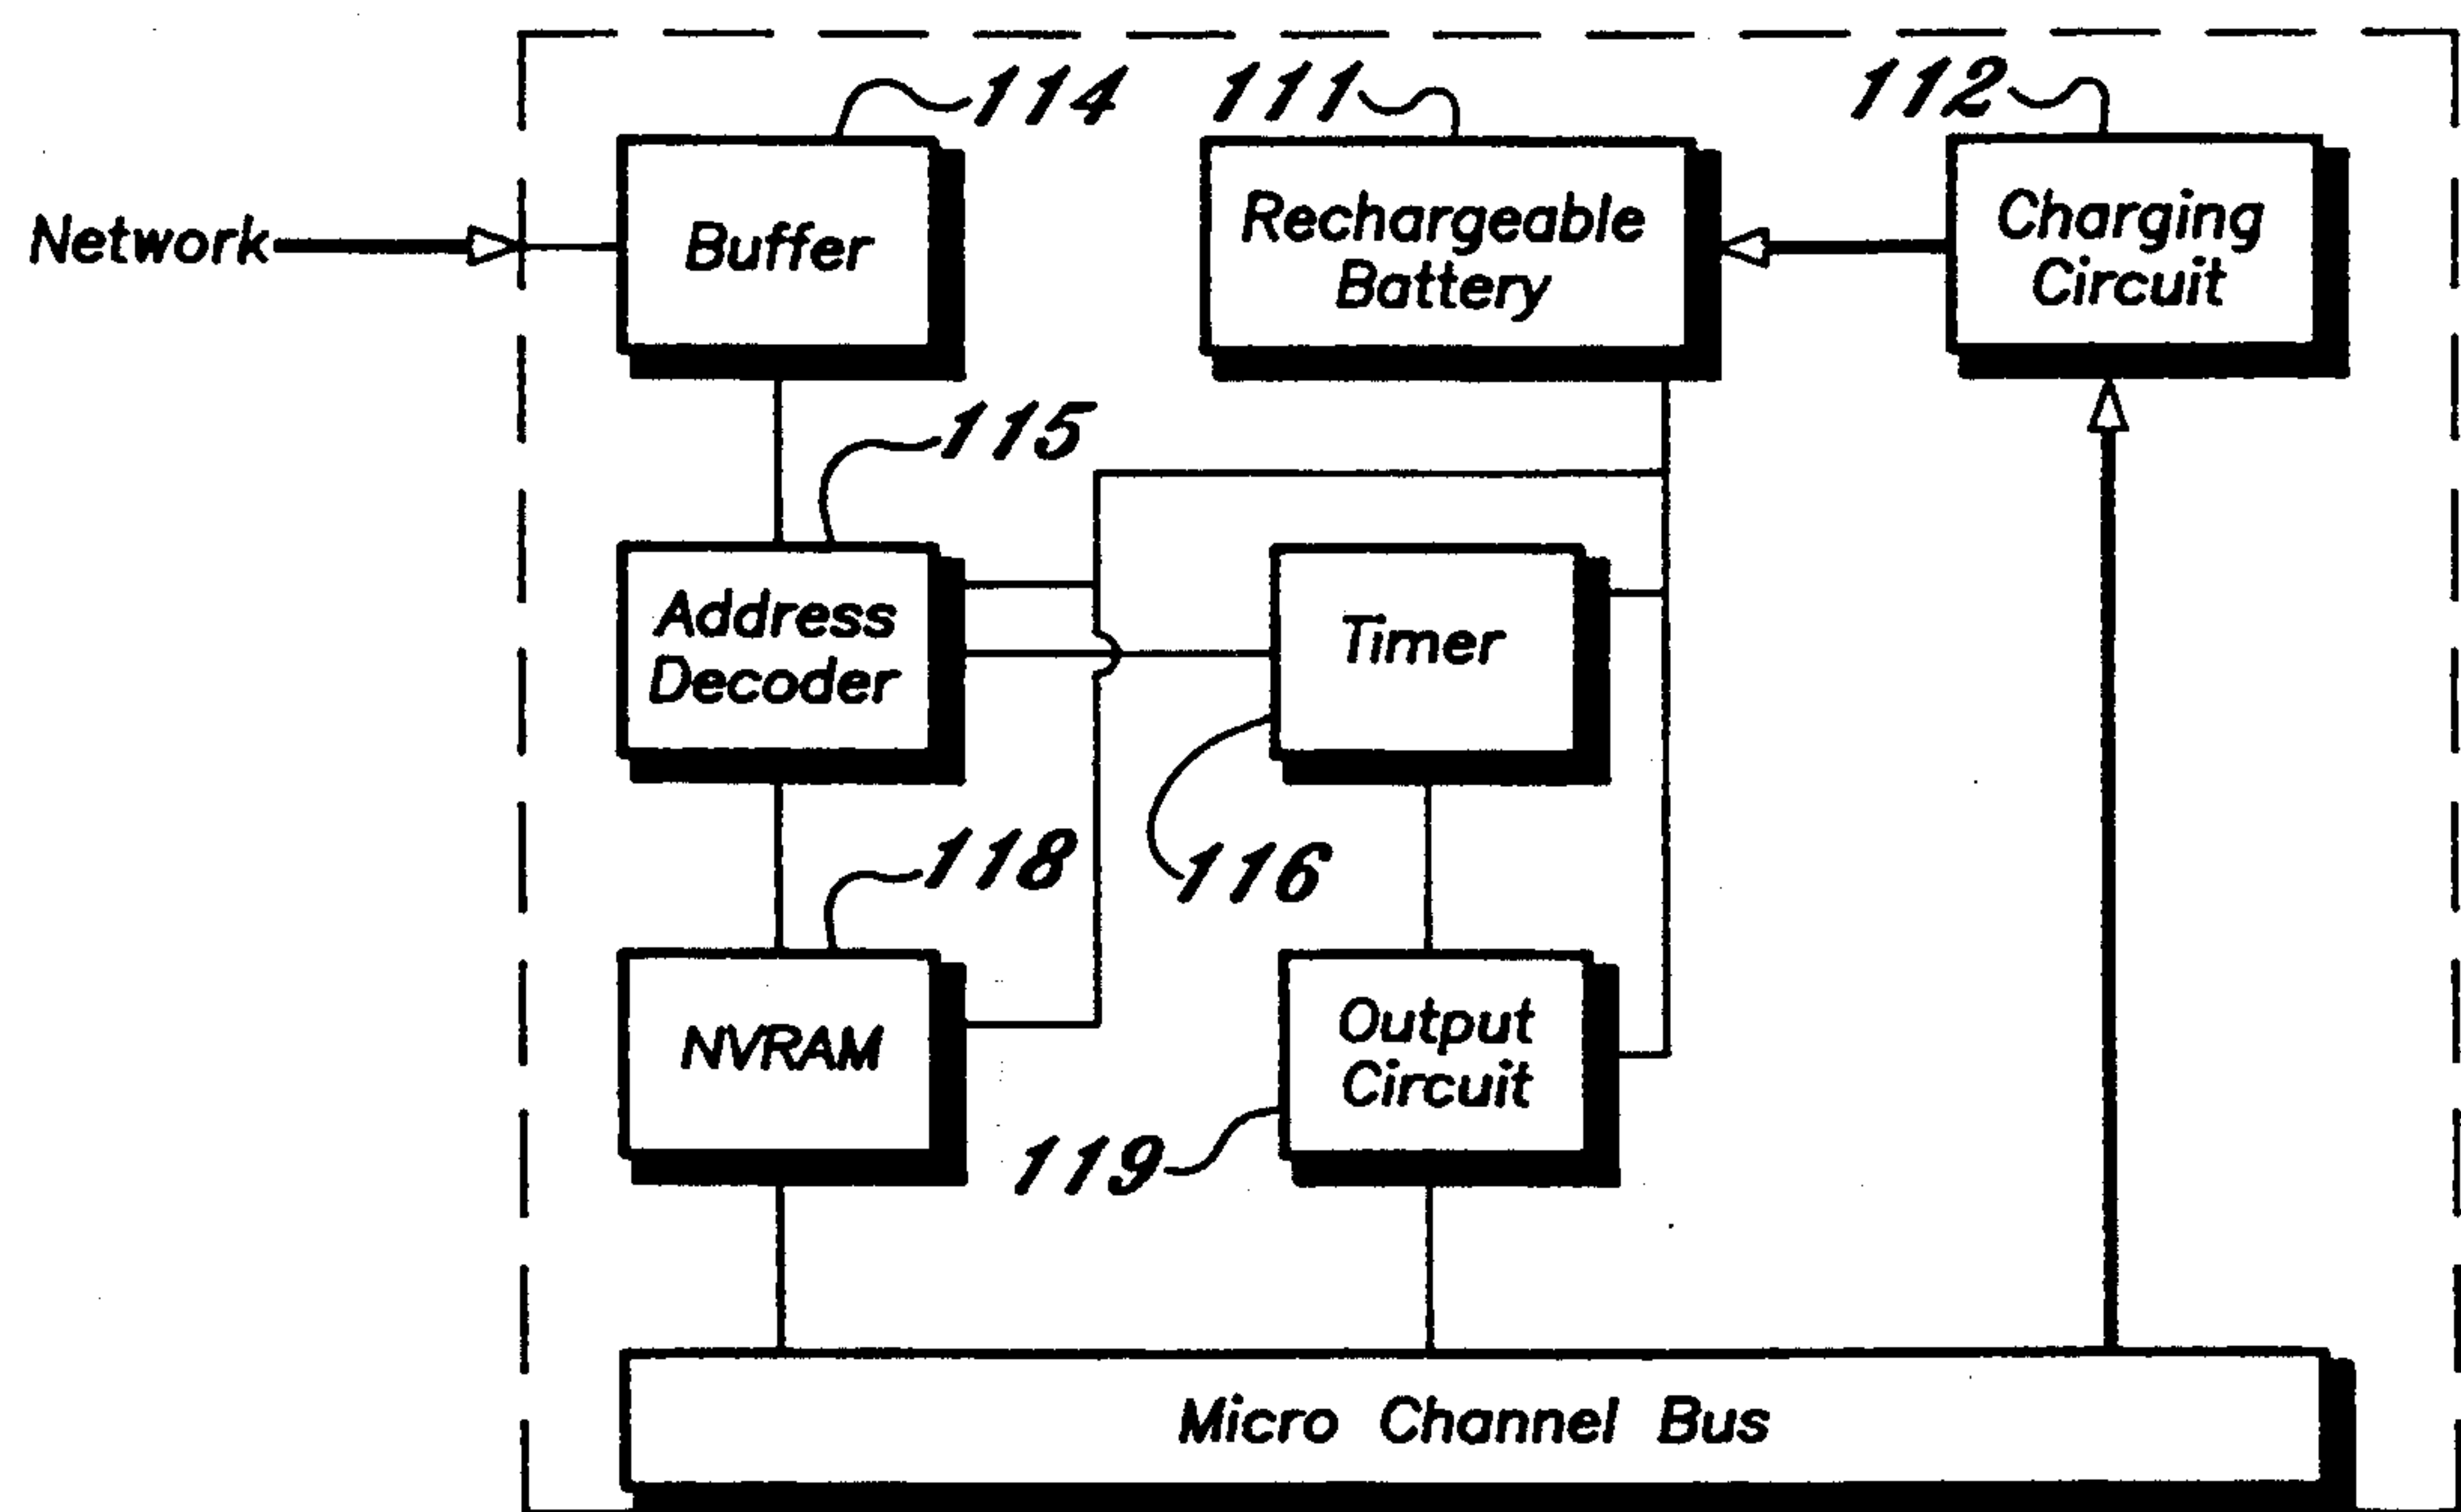 114
111
112
Network
Buffer
Rechargeable
Battery
Charging
Circuit
115
Address
Decoder
Timer
118
116
NVRAM
Output
Circuit
119
Micro Channel Bus